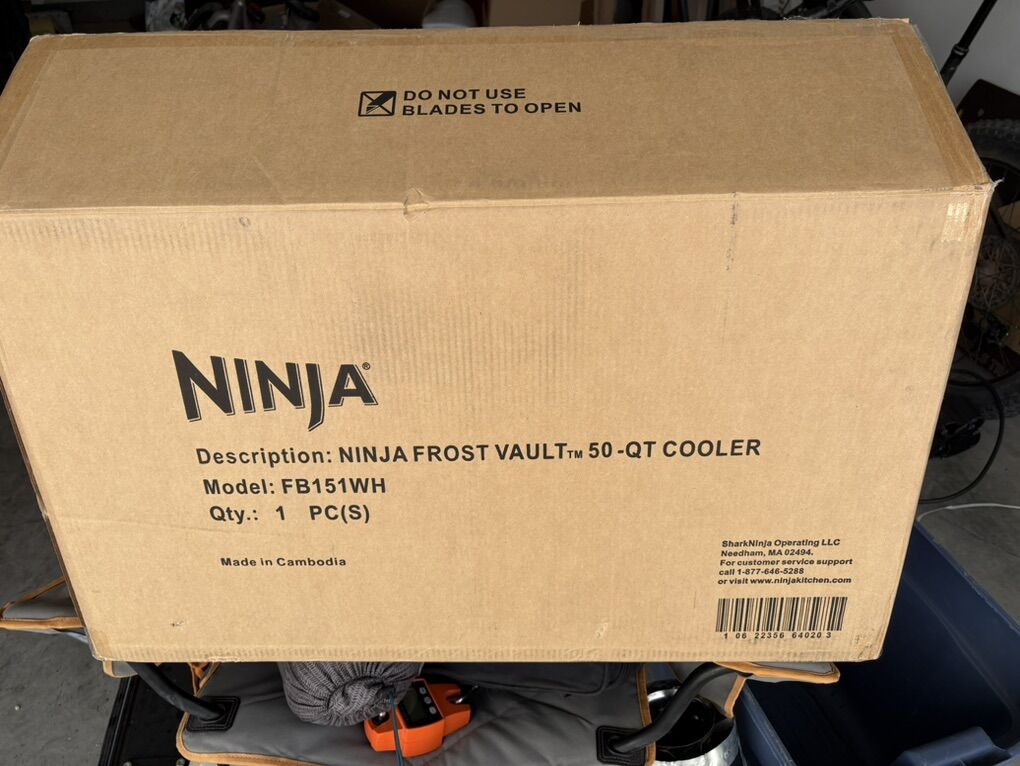 DO NOT USE
BLADES TO OPEN
NINJA®
Description: NINJA FROST VAULT™ 50-QT COOLER
Model: FB151WH
Qty.: 1 PC(S)
Made in Cambodia
SharkNinja Operating LLC
Needham, MA 02494.
For customer service support
call 1-877-646-5288
or visit www.ninjakitchen.com
1 06 22356 64020 3